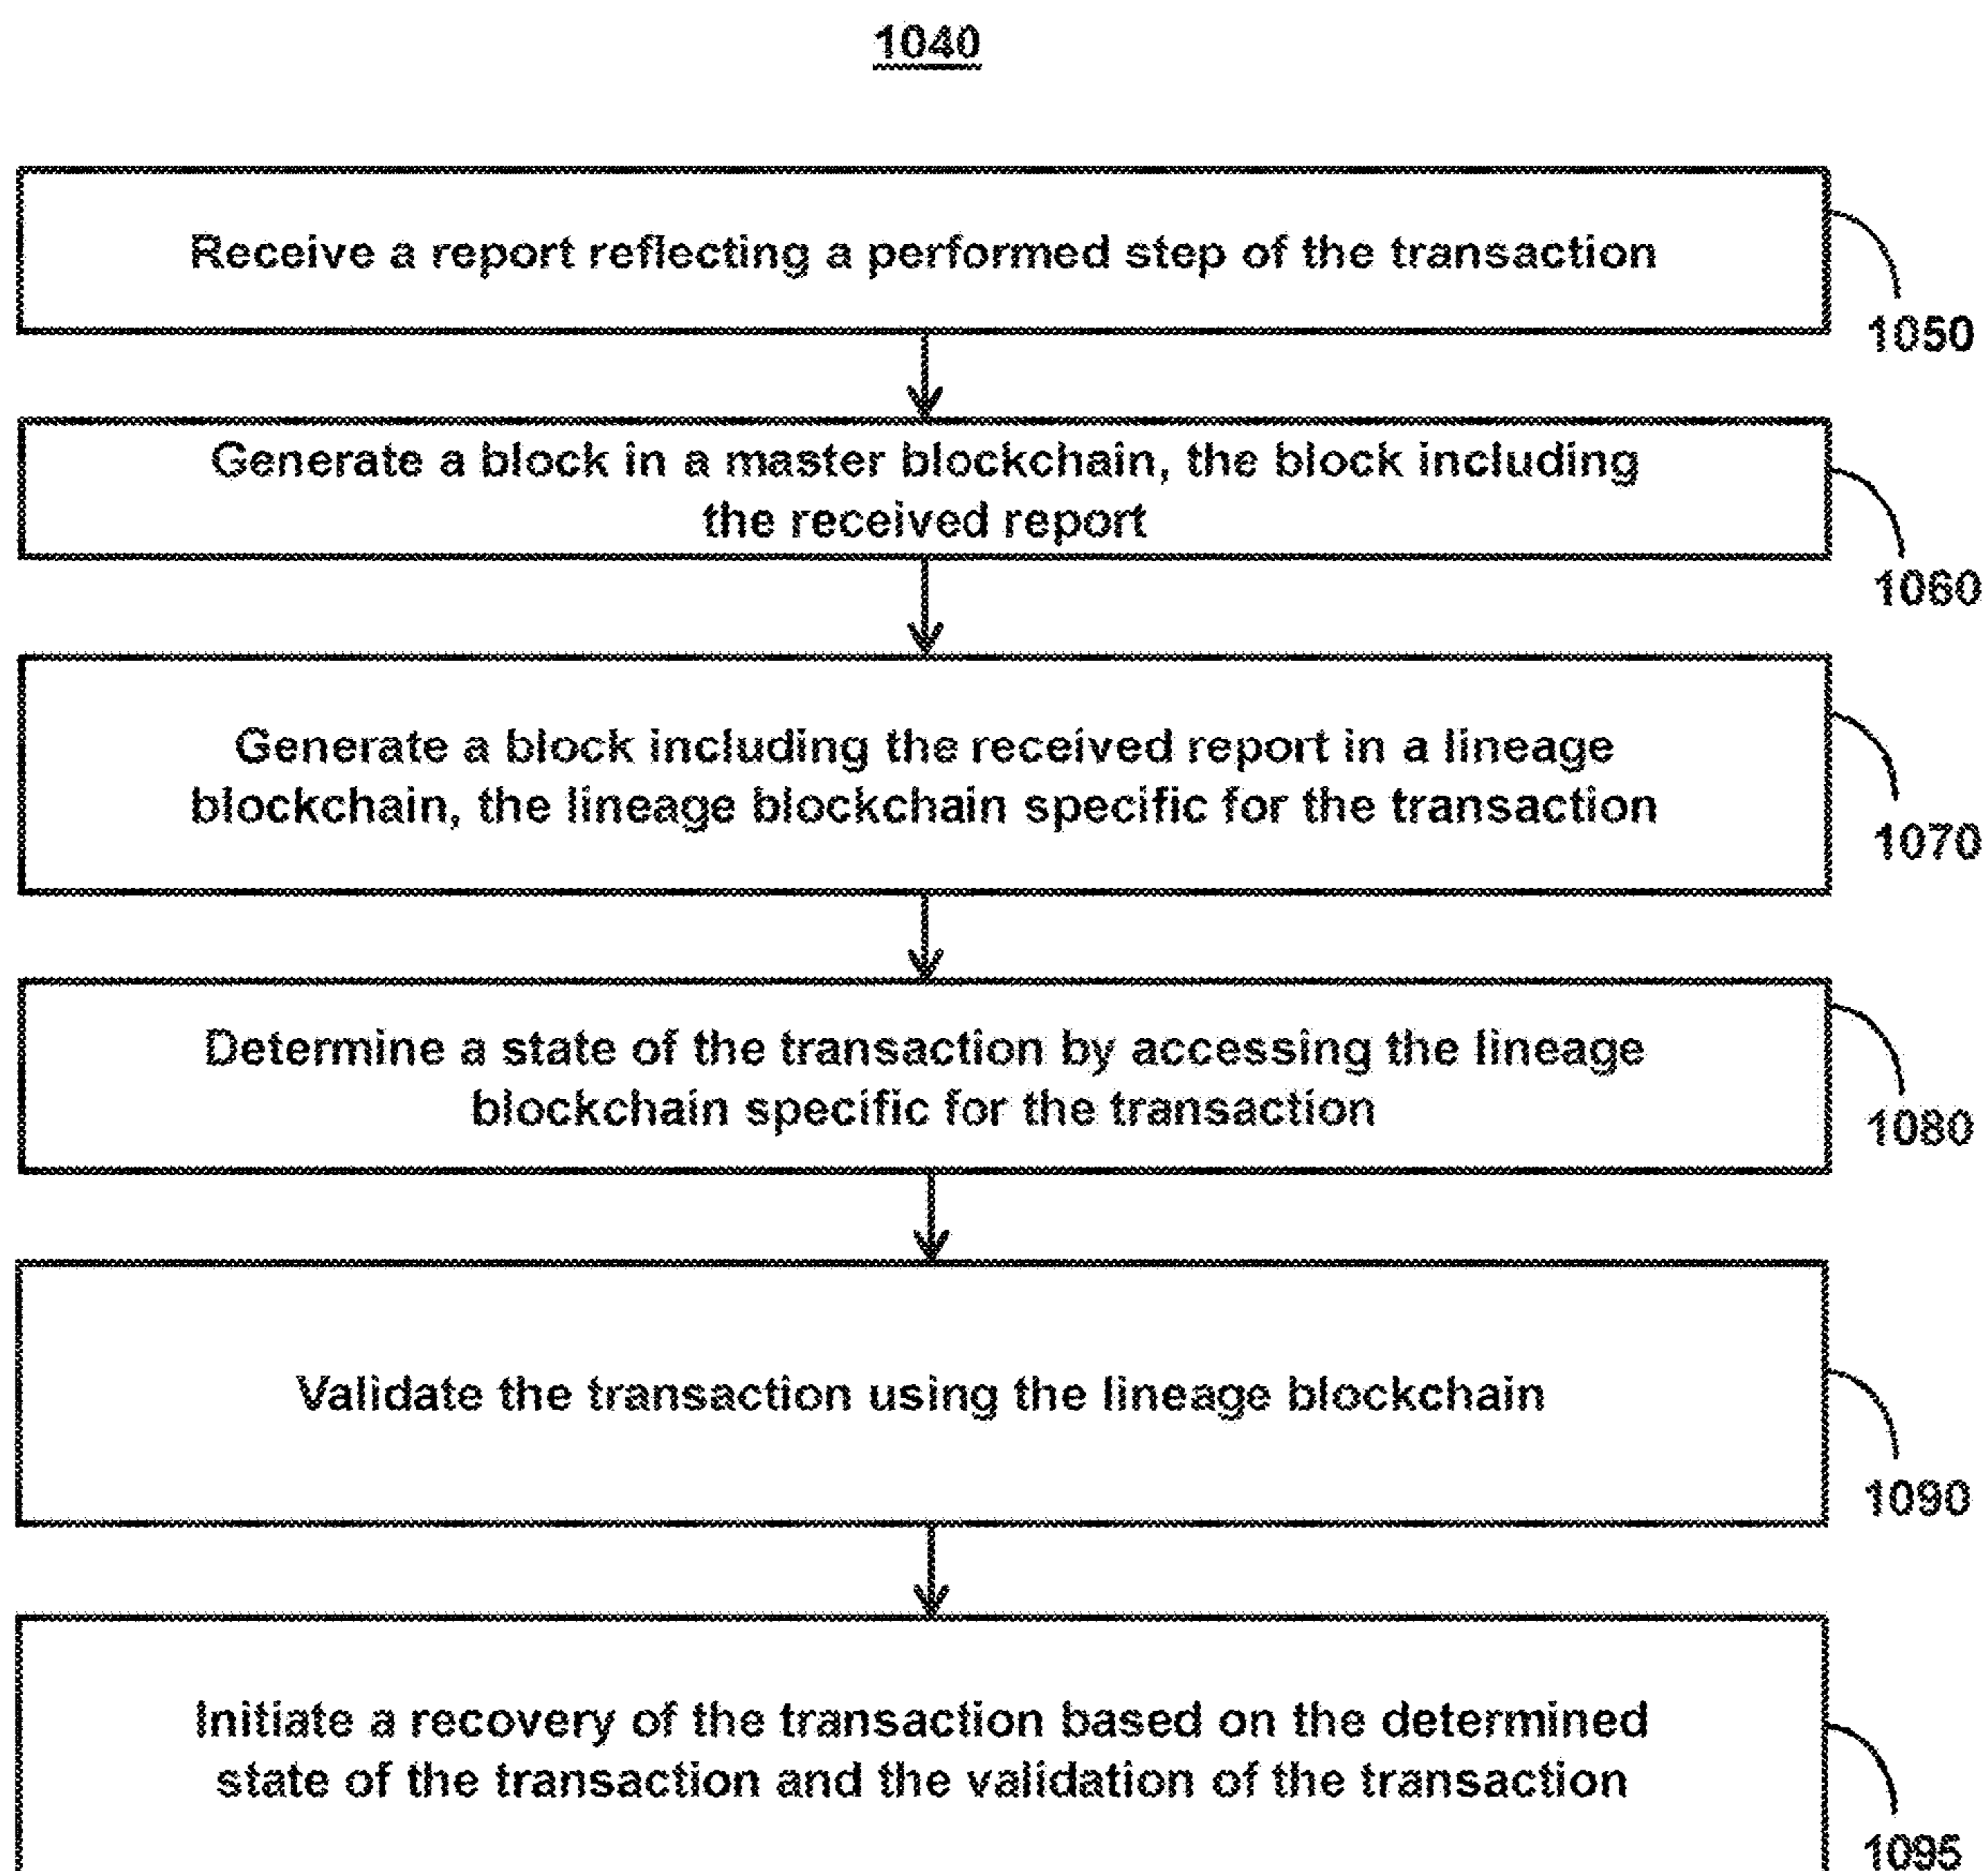 1040
Receive a report reflecting a performed step of the transaction
1050
Generate a block in a master blockchain, the block including
the received report
1060
Generate a block including the received report in a lineage
blockchain, the lineage blockchain specific for the transaction
1070
Determine a state of the transaction by accessing the lineage
blockchain specific for the transaction
1080
Validate the transaction using the lineage blockchain
1090
Initiate a recovery of the transaction based on the determined
state of the transaction and the validation of the transaction
1095